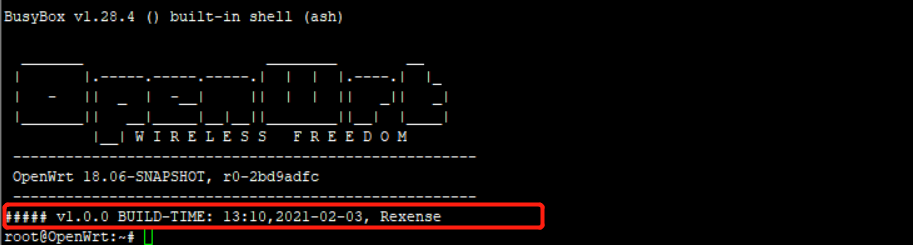 BusyBox v1.28.4 () built-in shell (ash)
OpenWrt
W I R E L E S S   F R E E D O M
-----------------------------------------------------
OpenWrt 18.06-SNAPSHOT, r0-2bd9adfc
-----------------------------------------------------
##### v1.0.0 BUILD-TIME: 13:10,2021-02-03, Rexense
root@OpenWrt:~#